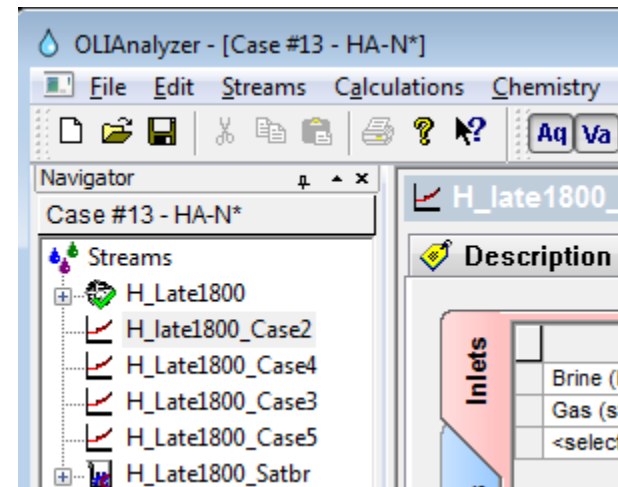 OLIAnalyzer - [Case #13 - HA-N*]
File Edit Streams Calculations Chemistry
Aq Va
Navigator
Case #13 - HA-N*
H_late1800_
Streams
Description
H_Late1800
H_late1800_Case2
Inlets
H_Late1800_Case4
Brine (
H_Late1800_Case3
Gas (s
H_Late1800_Case5
<select
H_Late1800_Satbr